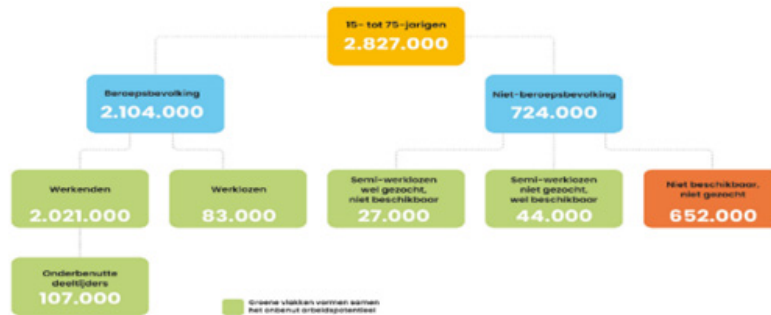 15- tot 75-jarigen
2.827.000
Beroepsbevolking
2.104.000
Niet-beroepsbevolking
724.000
Werkenden
2.021.000
Werklozen
83.000
Semi-werklozen
wel gezocht,
niet beschikbaar
27.000
Semi-werklozen
niet gezocht,
wel beschikbaar
44.000
Niet beschikbaar,
niet gezocht
652.000
Onderbenutte
deeltijders
107.000
Groene vlakken vormen samen
het onbenut arbeidspotentieel